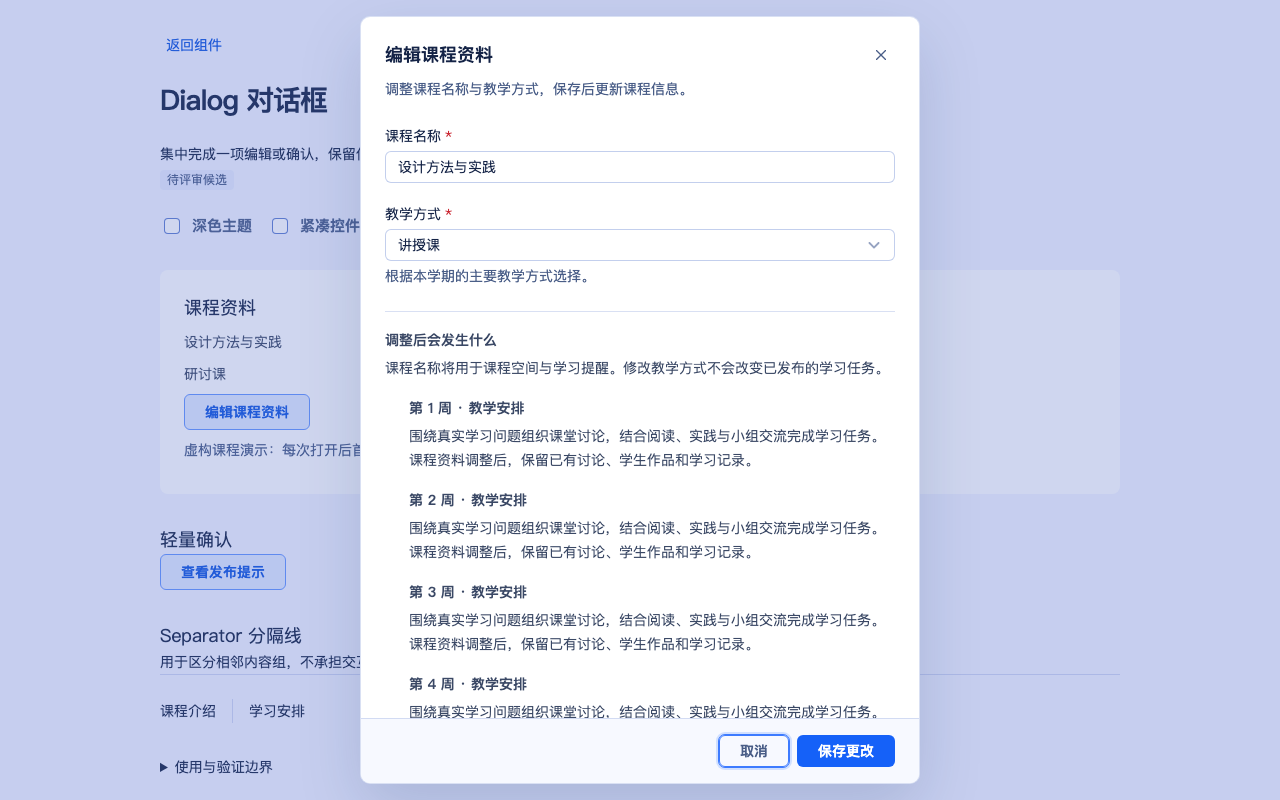 返回组件
Dialog 对话框
集中完成一项编辑或确认，保留
待评审候选
深色主题
紧凑控件
课程资料
设计方法与实践
研讨课
编辑课程资料
虚构课程演示：每次打开后
轻量确认
查看发布提示
Separator 分隔线
用于区分相邻内容组，不承担交
课程介绍
学习安排
使用与验证边界
编辑课程资料
调整课程名称与教学方式，保存后更新课程信息。
课程名称 *
设计方法与实践
教学方式 *
讲授课
根据本学期的主要教学方式选择。
调整后会发生什么
课程名称将用于课程空间与学习提醒。修改教学方式不会改变已发布的学习任务。
第 1 周 · 教学安排
围绕真实学习问题组织课堂讨论，结合阅读、实践与小组交流完成学习任务。
课程资料调整后，保留已有讨论、学生作品和学习记录。
第 2 周 · 教学安排
围绕真实学习问题组织课堂讨论，结合阅读、实践与小组交流完成学习任务。
课程资料调整后，保留已有讨论、学生作品和学习记录。
第 3 周 · 教学安排
围绕真实学习问题组织课堂讨论，结合阅读、实践与小组交流完成学习任务。
课程资料调整后，保留已有讨论、学生作品和学习记录。
第 4 周 · 教学安排
围绕真实学习问题组织课堂讨论，结合阅读、实践与小组交流完成学习任务。
取消
保存更改